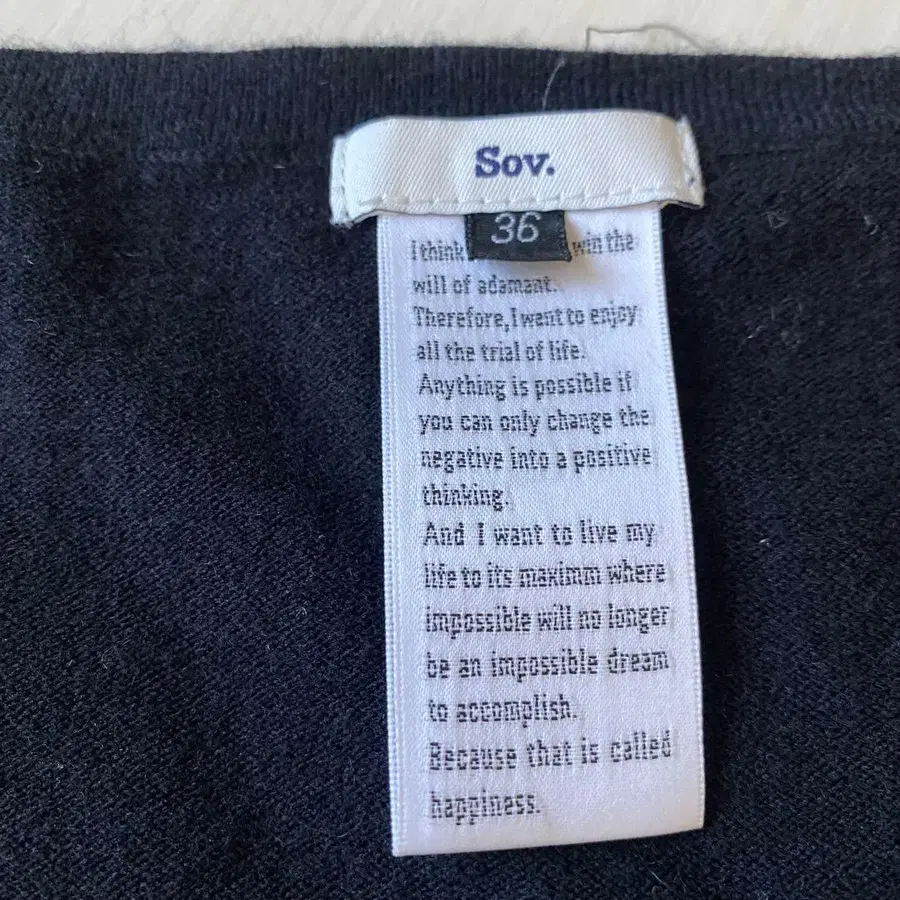 Sov.
36
I think win the
will of adamant.
Therefore, I want to enjoy
all the trial of life.
Anything is possible if
you can only change the
negative into a positive
thinking.
And I want to live my
life to its maximm where
impossible will no longer
be an impossible dream
to accomplish.
Because that is called
happiness.